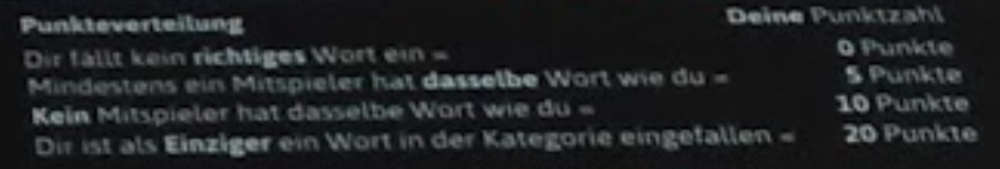 Punkteverteilung Deine Punktzahl
Dir fällt kein richtiges Wort ein = 0 Punkte
Mindestens ein Mitspieler hat dasselbe Wort wie du = 5 Punkte
Kein Mitspieler hat dasselbe Wort wie du = 10 Punkte
Dir ist als Einziger ein Wort in der Kategorie eingefallen = 20 Punkte